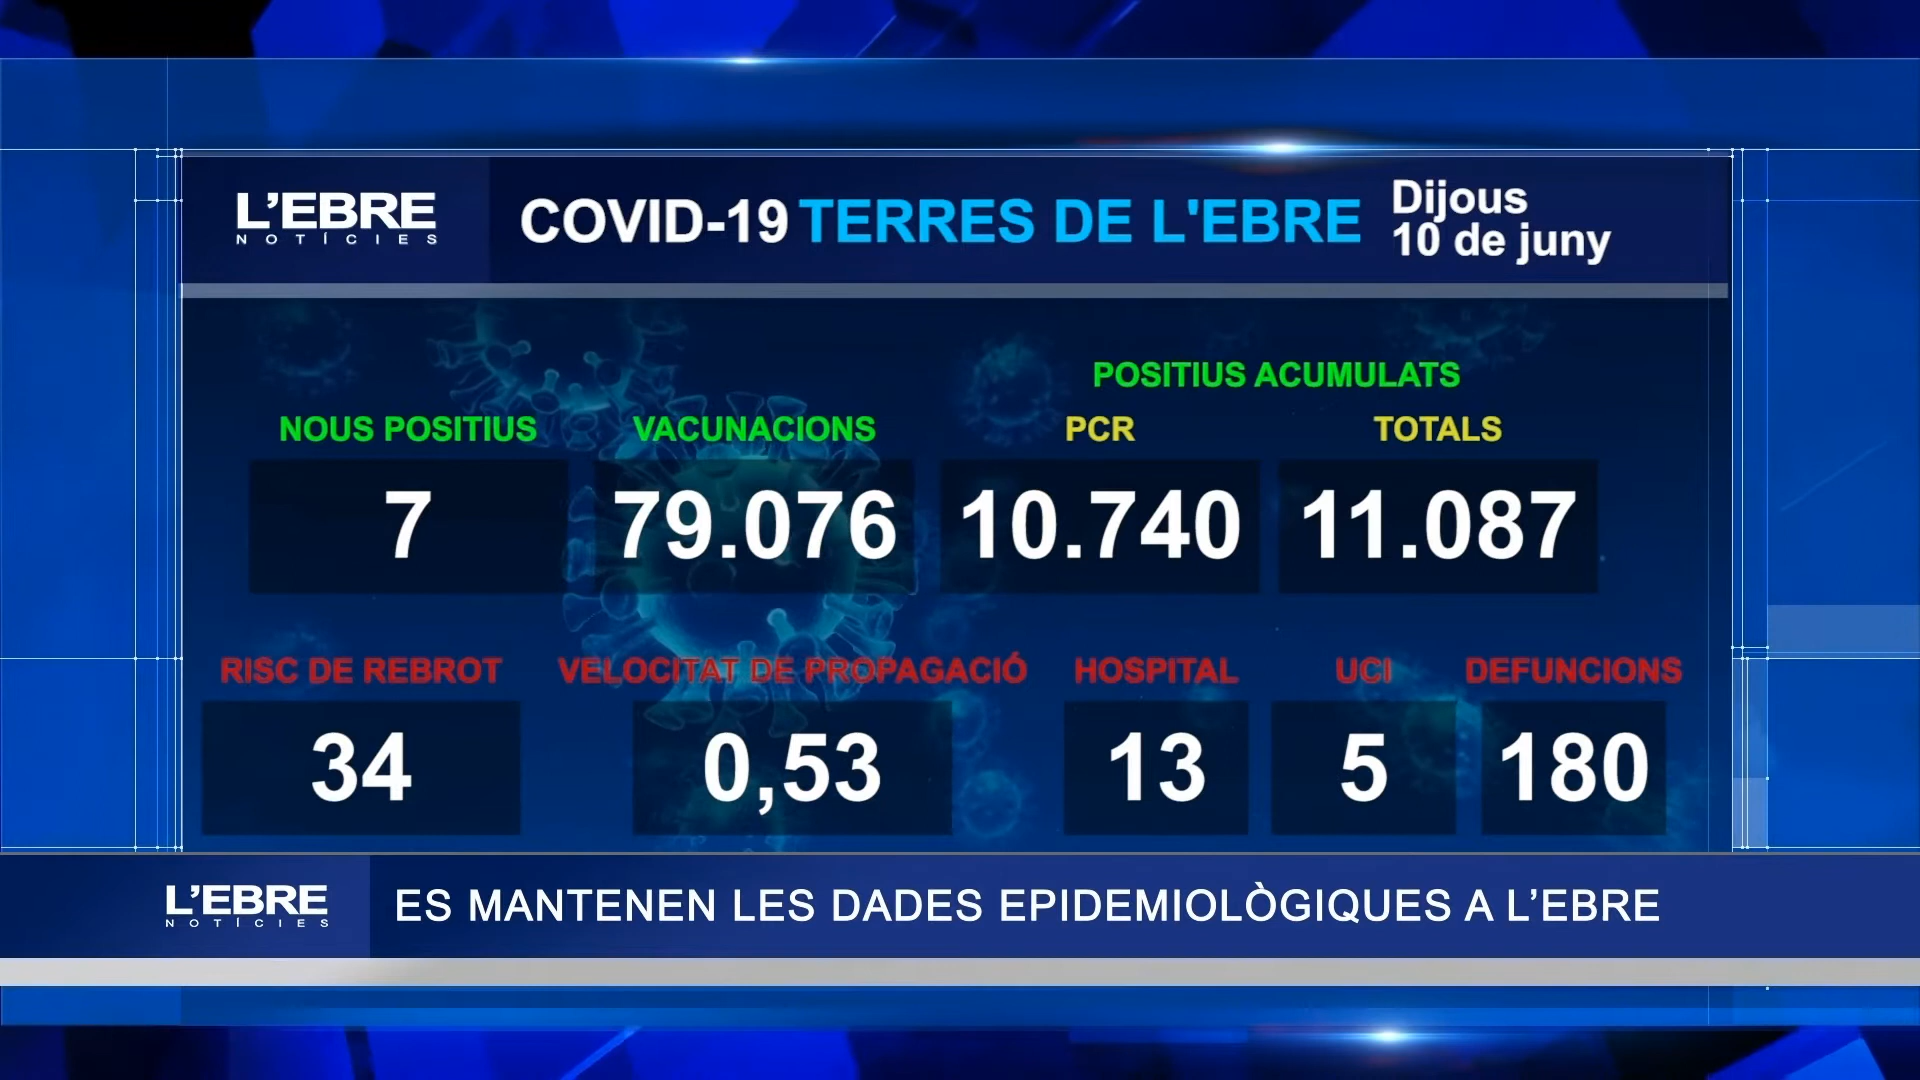 L'EBRE
NOTÍCIES
COVID-19 TERRES DE L'EBRE
Dijous
10 de juny
POSITIUS ACUMULATS
NOUS POSITIUS VACUNACIONS PCR TOTALS
7 79.076 10.740 11.087
RISC DE REBROT VELOCITAT DE PROPAGACIÓ HOSPITAL UCI DEFUNCIONS
34 0,53 13 5 180
L'EBRE
NOTÍCIES
ES MANTENEN LES DADES EPIDEMIOLÒGIQUES A L’EBRE